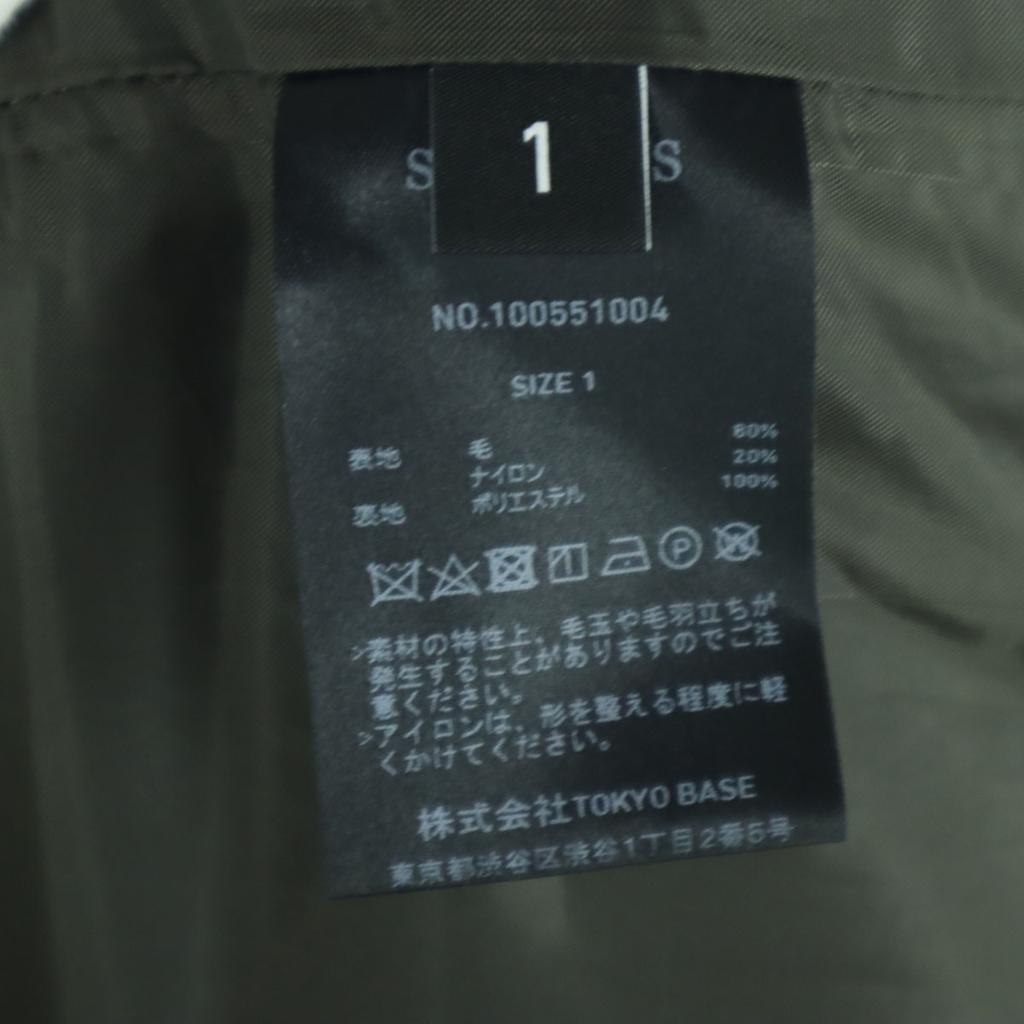 S 1 S
NO.100551004
SIZE 1
表地 毛 80%
ナイロン 20%
裏地 ポリエステル 100%
>素材の特性上、毛玉や毛羽立ちが
発生することがありますのでご注
意ください。
>アイロンは、形を整える程度に軽
くかけてください。
株式会社TOKYO BASE
東京都渋谷区渋谷1丁目2番5号